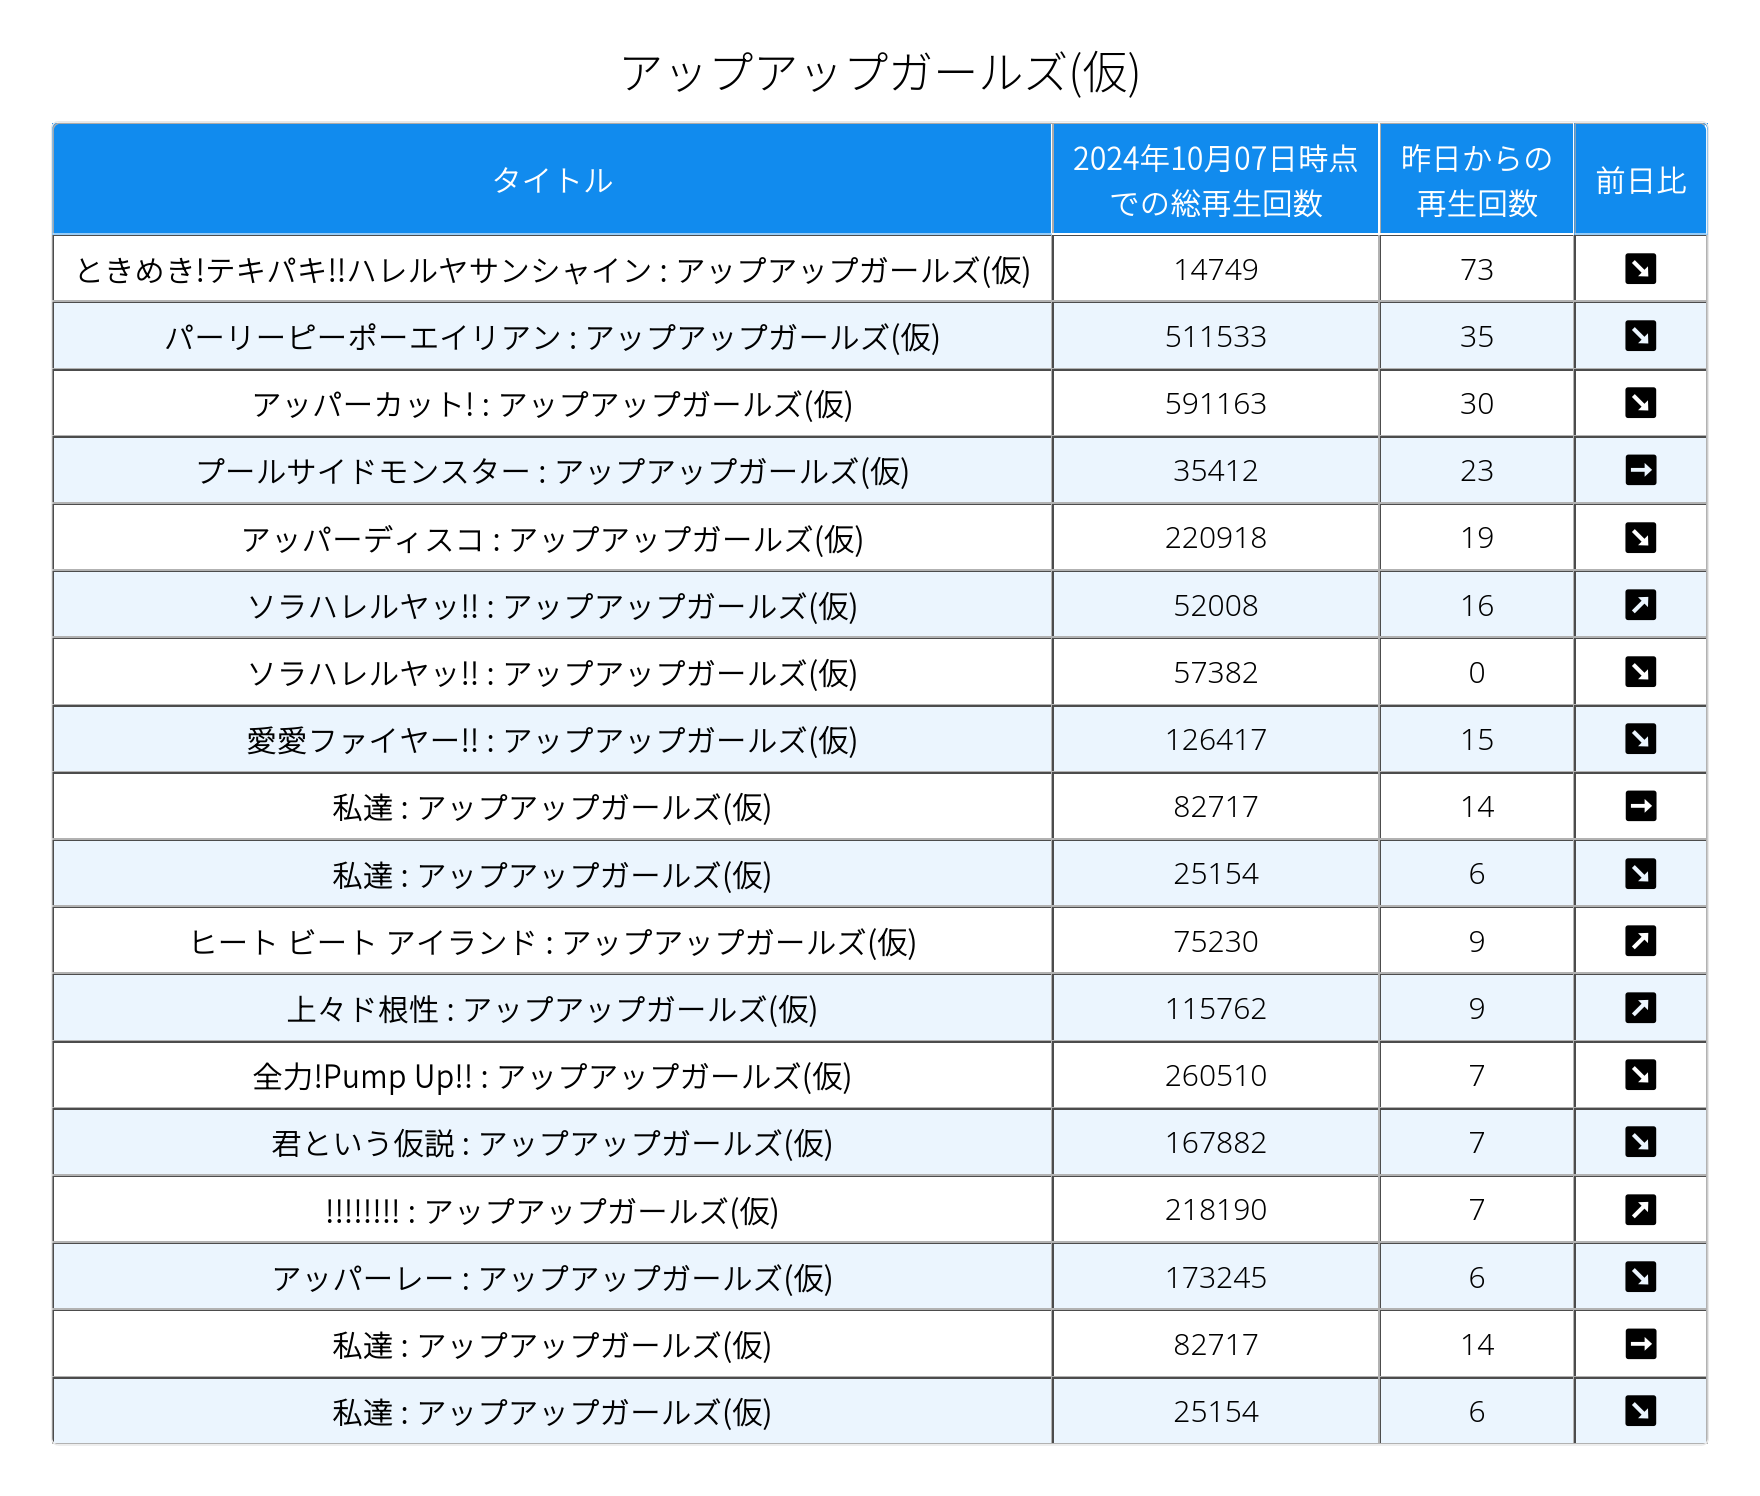 アップアップガールズ(仮)
タイトル 2024年10月07日時点での総再生回数 昨日からの再生回数 前日比
ときめき!テキパキ!!ハレルヤサンシャイン : アップアップガールズ(仮) 14749 73 ↘
パーリーピーポーエイリアン : アップアップガールズ(仮) 511533 35 ↘
アッパーカット! : アップアップガールズ(仮) 591163 30 ↘
プールサイドモンスター : アップアップガールズ(仮) 35412 23 →
アッパーディスコ : アップアップガールズ(仮) 220918 19 ↘
ソラハレルヤッ!! : アップアップガールズ(仮) 52008 16 ↗
ソラハレルヤッ!! : アップアップガールズ(仮) 57382 0 ↘
愛愛ファイヤー!! : アップアップガールズ(仮) 126417 15 ↘
私達 : アップアップガールズ(仮) 82717 14 →
私達 : アップアップガールズ(仮) 25154 6 ↘
ヒート ビート アイランド : アップアップガールズ(仮) 75230 9 ↗
上々ド根性 : アップアップガールズ(仮) 115762 9 ↗
全力!Pump Up!! : アップアップガールズ(仮) 260510 7 ↘
君という仮説 : アップアップガールズ(仮) 167882 7 ↘
!!!!!!!! : アップアップガールズ(仮) 218190 7 ↗
アッパーレー : アップアップガールズ(仮) 173245 6 ↘
私達 : アップアップガールズ(仮) 82717 14 →
私達 : アップアップガールズ(仮) 25154 6 ↘